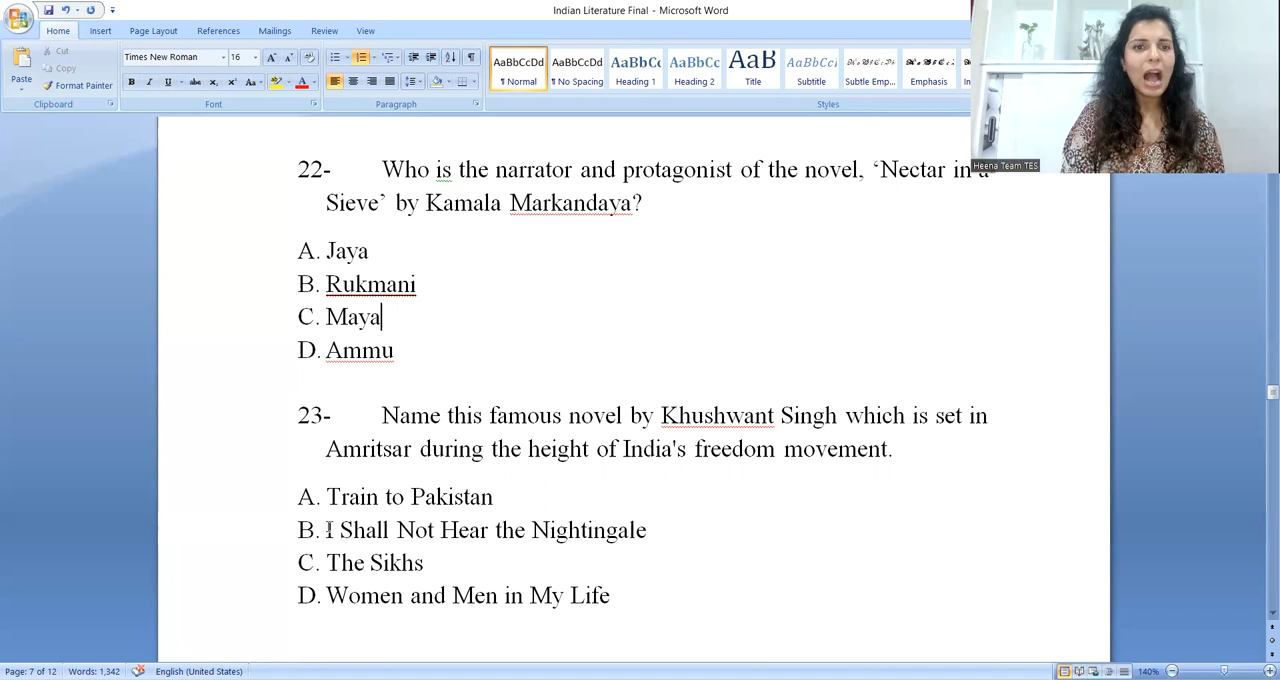 Indian Literature Final - Microsoft Word
Home Insert Page Layout References Mailings Review View
Cut
Copy
Format Painter
Paste
Clipboard
Times New Roman 16
Font
Paragraph
AaBbCcDd AaBbCcDd AaBbCc AaBbCc AaB AaBbCcl AaBbCcDd AaBbCcDd
¶ Normal ¶ No Spacing Heading 1 Heading 2 Title Subtitle Subtle Emp... Emphasis
Styles
Heena Team TES
22- Who is the narrator and protagonist of the novel, ‘Nectar in a
Sieve’ by Kamala Markandaya?
A. Jaya
B. Rukmani
C. Maya
D. Ammu
23- Name this famous novel by Khushwant Singh which is set in
Amritsar during the height of India's freedom movement.
A. Train to Pakistan
B. I Shall Not Hear the Nightingale
C. The Sikhs
D. Women and Men in My Life
Page: 7 of 12 Words: 1,342 English (United States) 140%